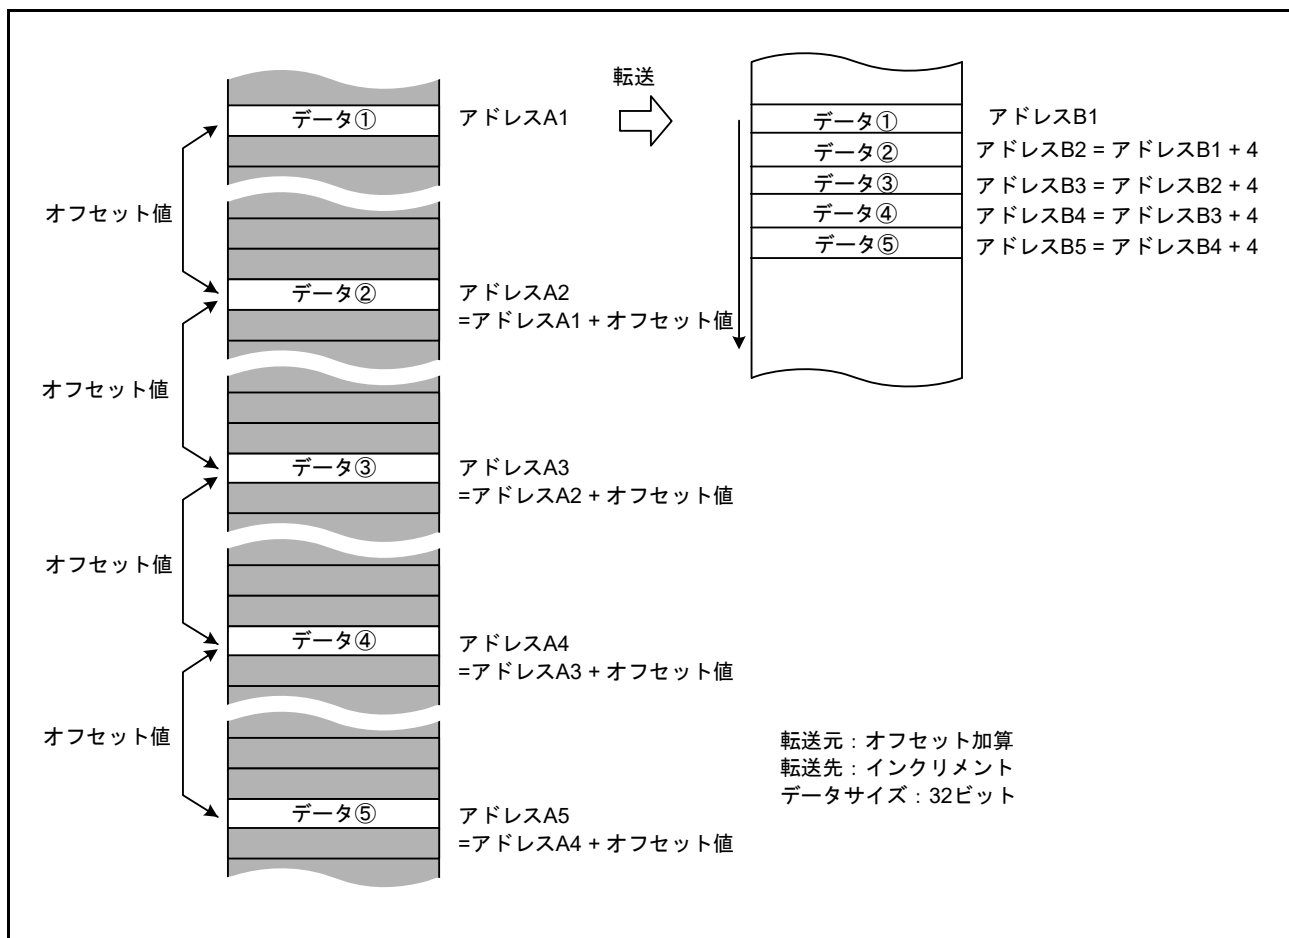 転送
データ①
アドレスA1
オフセット値
データ②
アドレスA2
=アドレスA1 + オフセット値
オフセット値
データ③
アドレスA3
=アドレスA2 + オフセット値
オフセット値
データ④
アドレスA4
=アドレスA3 + オフセット値
オフセット値
データ⑤
アドレスA5
=アドレスA4 + オフセット値
データ①
アドレスB1
データ②
アドレスB2 = アドレスB1 + 4
データ③
アドレスB3 = アドレスB2 + 4
データ④
アドレスB4 = アドレスB3 + 4
データ⑤
アドレスB5 = アドレスB4 + 4
転送元：オフセット加算
転送先：インクリメント
データサイズ：32ビット